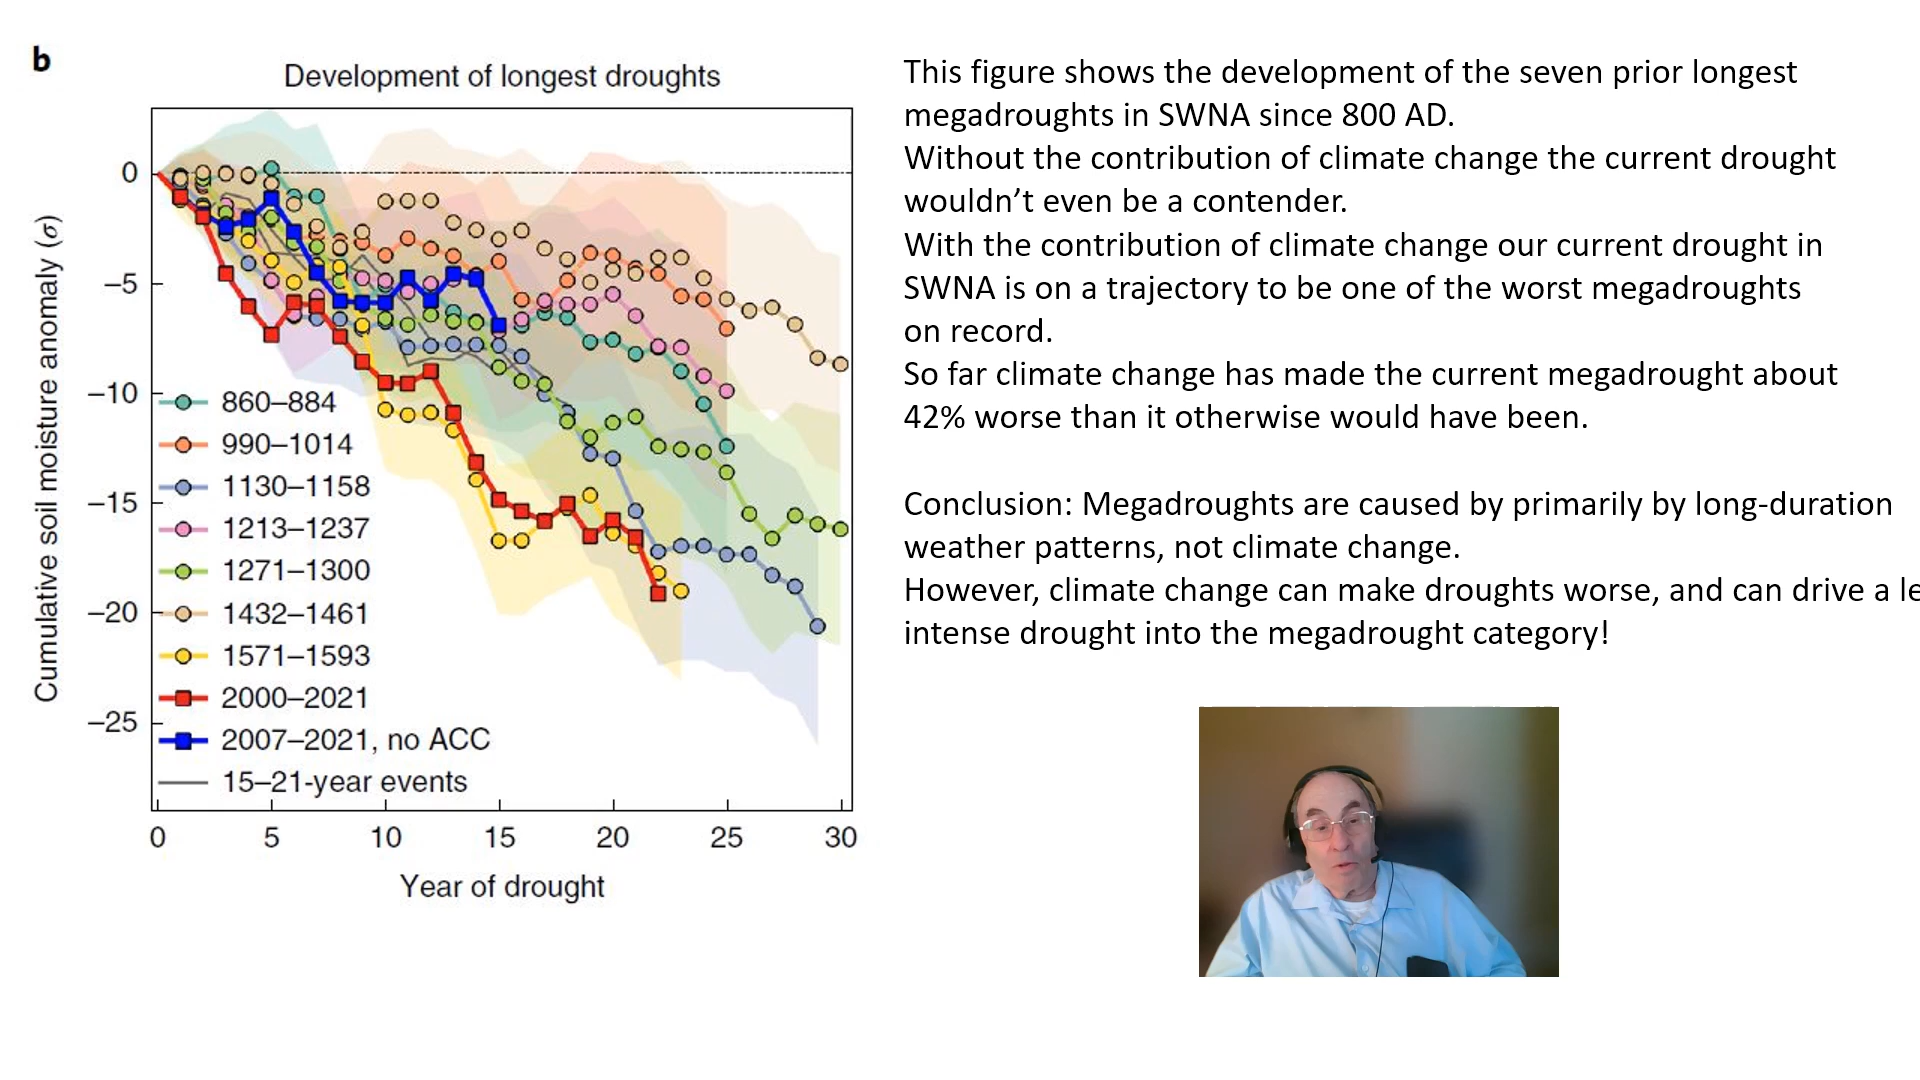 b
Development of longest droughts
Cumulative soil moisture anomaly (σ)
0
–5
–10
–15
–20
–25
860–884
990–1014
1130–1158
1213–1237
1271–1300
1432–1461
1571–1593
2000–2021
2007–2021, no ACC
15–21-year events
0 5 10 15 20 25 30
Year of drought
This figure shows the development of the seven prior longest
megadroughts in SWNA since 800 AD.
Without the contribution of climate change the current drought
wouldn’t even be a contender.
With the contribution of climate change our current drought in
SWNA is on a trajectory to be one of the worst megadroughts
on record.
So far climate change has made the current megadrought about
42% worse than it otherwise would have been.
Conclusion: Megadroughts are caused by primarily by long-duration
weather patterns, not climate change.
However, climate change can make droughts worse, and can drive a le
intense drought into the megadrought category!